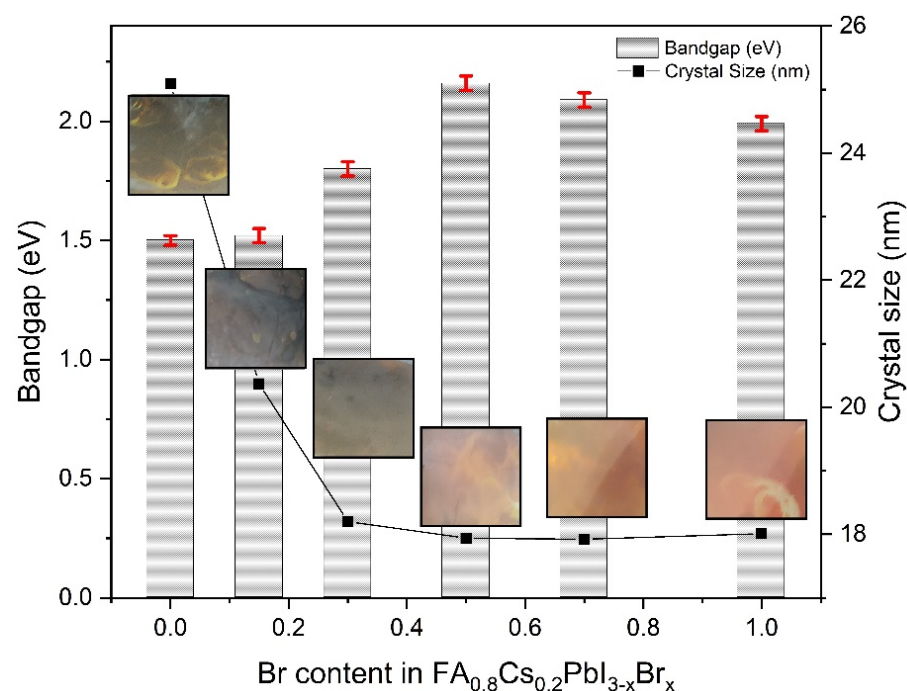 Bandgap (eV)
Crystal Size (nm)
Bandgap (eV)
0.0
0.5
1.0
1.5
2.0
Crystal size (nm)
26
24
22
20
18
0.0 0.2 0.4 0.6 0.8 1.0
Br content in FA₀.₈Cs₀.₂PbI₃₋ₓBrₓ